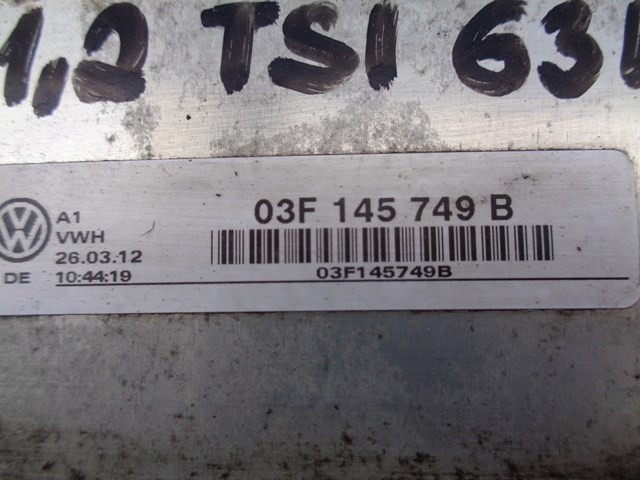 1,2 TSI 63
A1
VWH
26.03.12
DE 10:44:19
03F 145 749 B
03F145749B